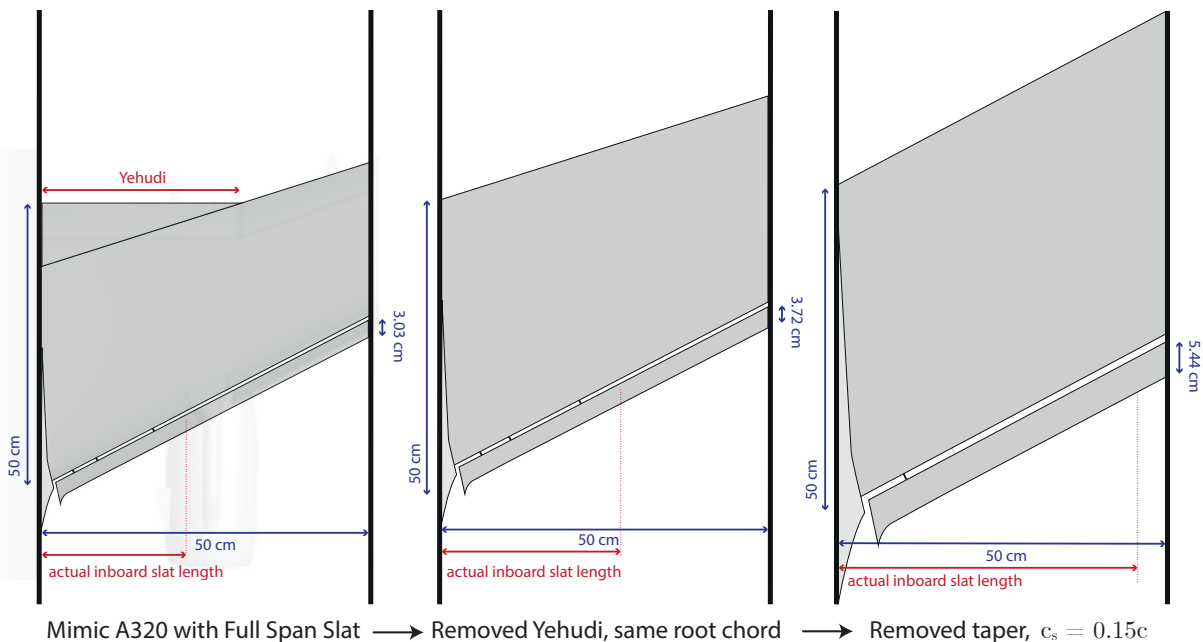 Yehudi
3.03 cm
50 cm
50 cm
actual inboard slat length
3.72 cm
50 cm
50 cm
actual inboard slat length
5.44 cm
50 cm
50 cm
actual inboard slat length
Mimic A320 with Full Span Slat → Removed Yehudi, same root chord → Removed taper, cₛ = 0.15c